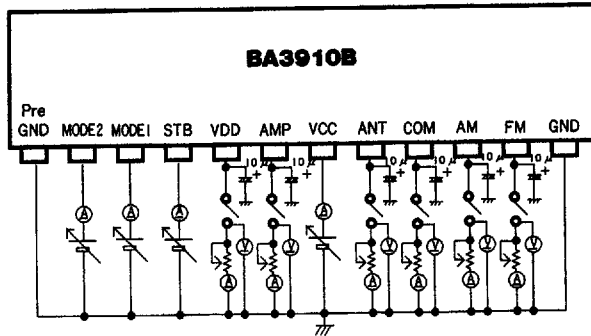 BA3910B
Pre
GND MODE2 MODE1 STB VDD AMP VCC ANT COM AM FM GND
10μ 10μ 10μ 10μ 10μ 10μ
+ + + + + +
A A A A
V V V V V V
A A A A A A